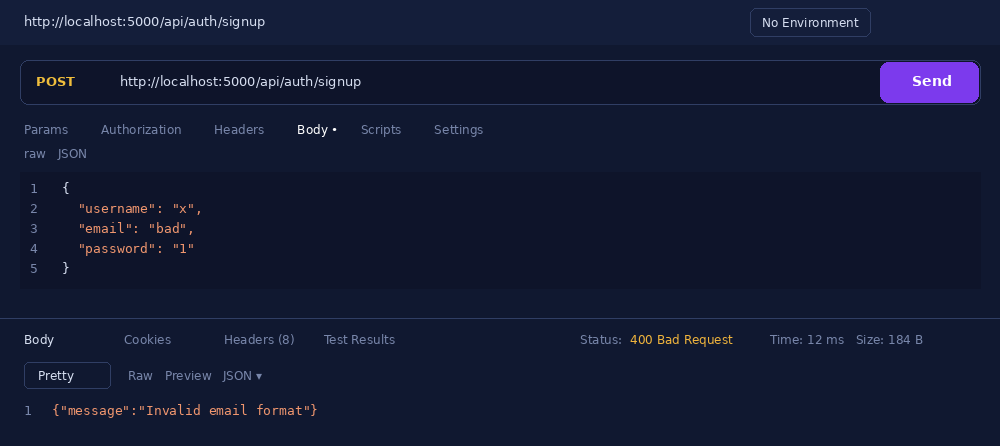 http://localhost:5000/api/auth/signup No Environment
POST http://localhost:5000/api/auth/signup Send
Params Authorization Headers Body • Scripts Settings
raw JSON
1 {
2 "username": "x",
3 "email": "bad",
4 "password": "1"
5 }
Body Cookies Headers (8) Test Results Status: 400 Bad Request Time: 12 ms Size: 184 B
Pretty Raw Preview JSON ▾
1 {"message":"Invalid email format"}